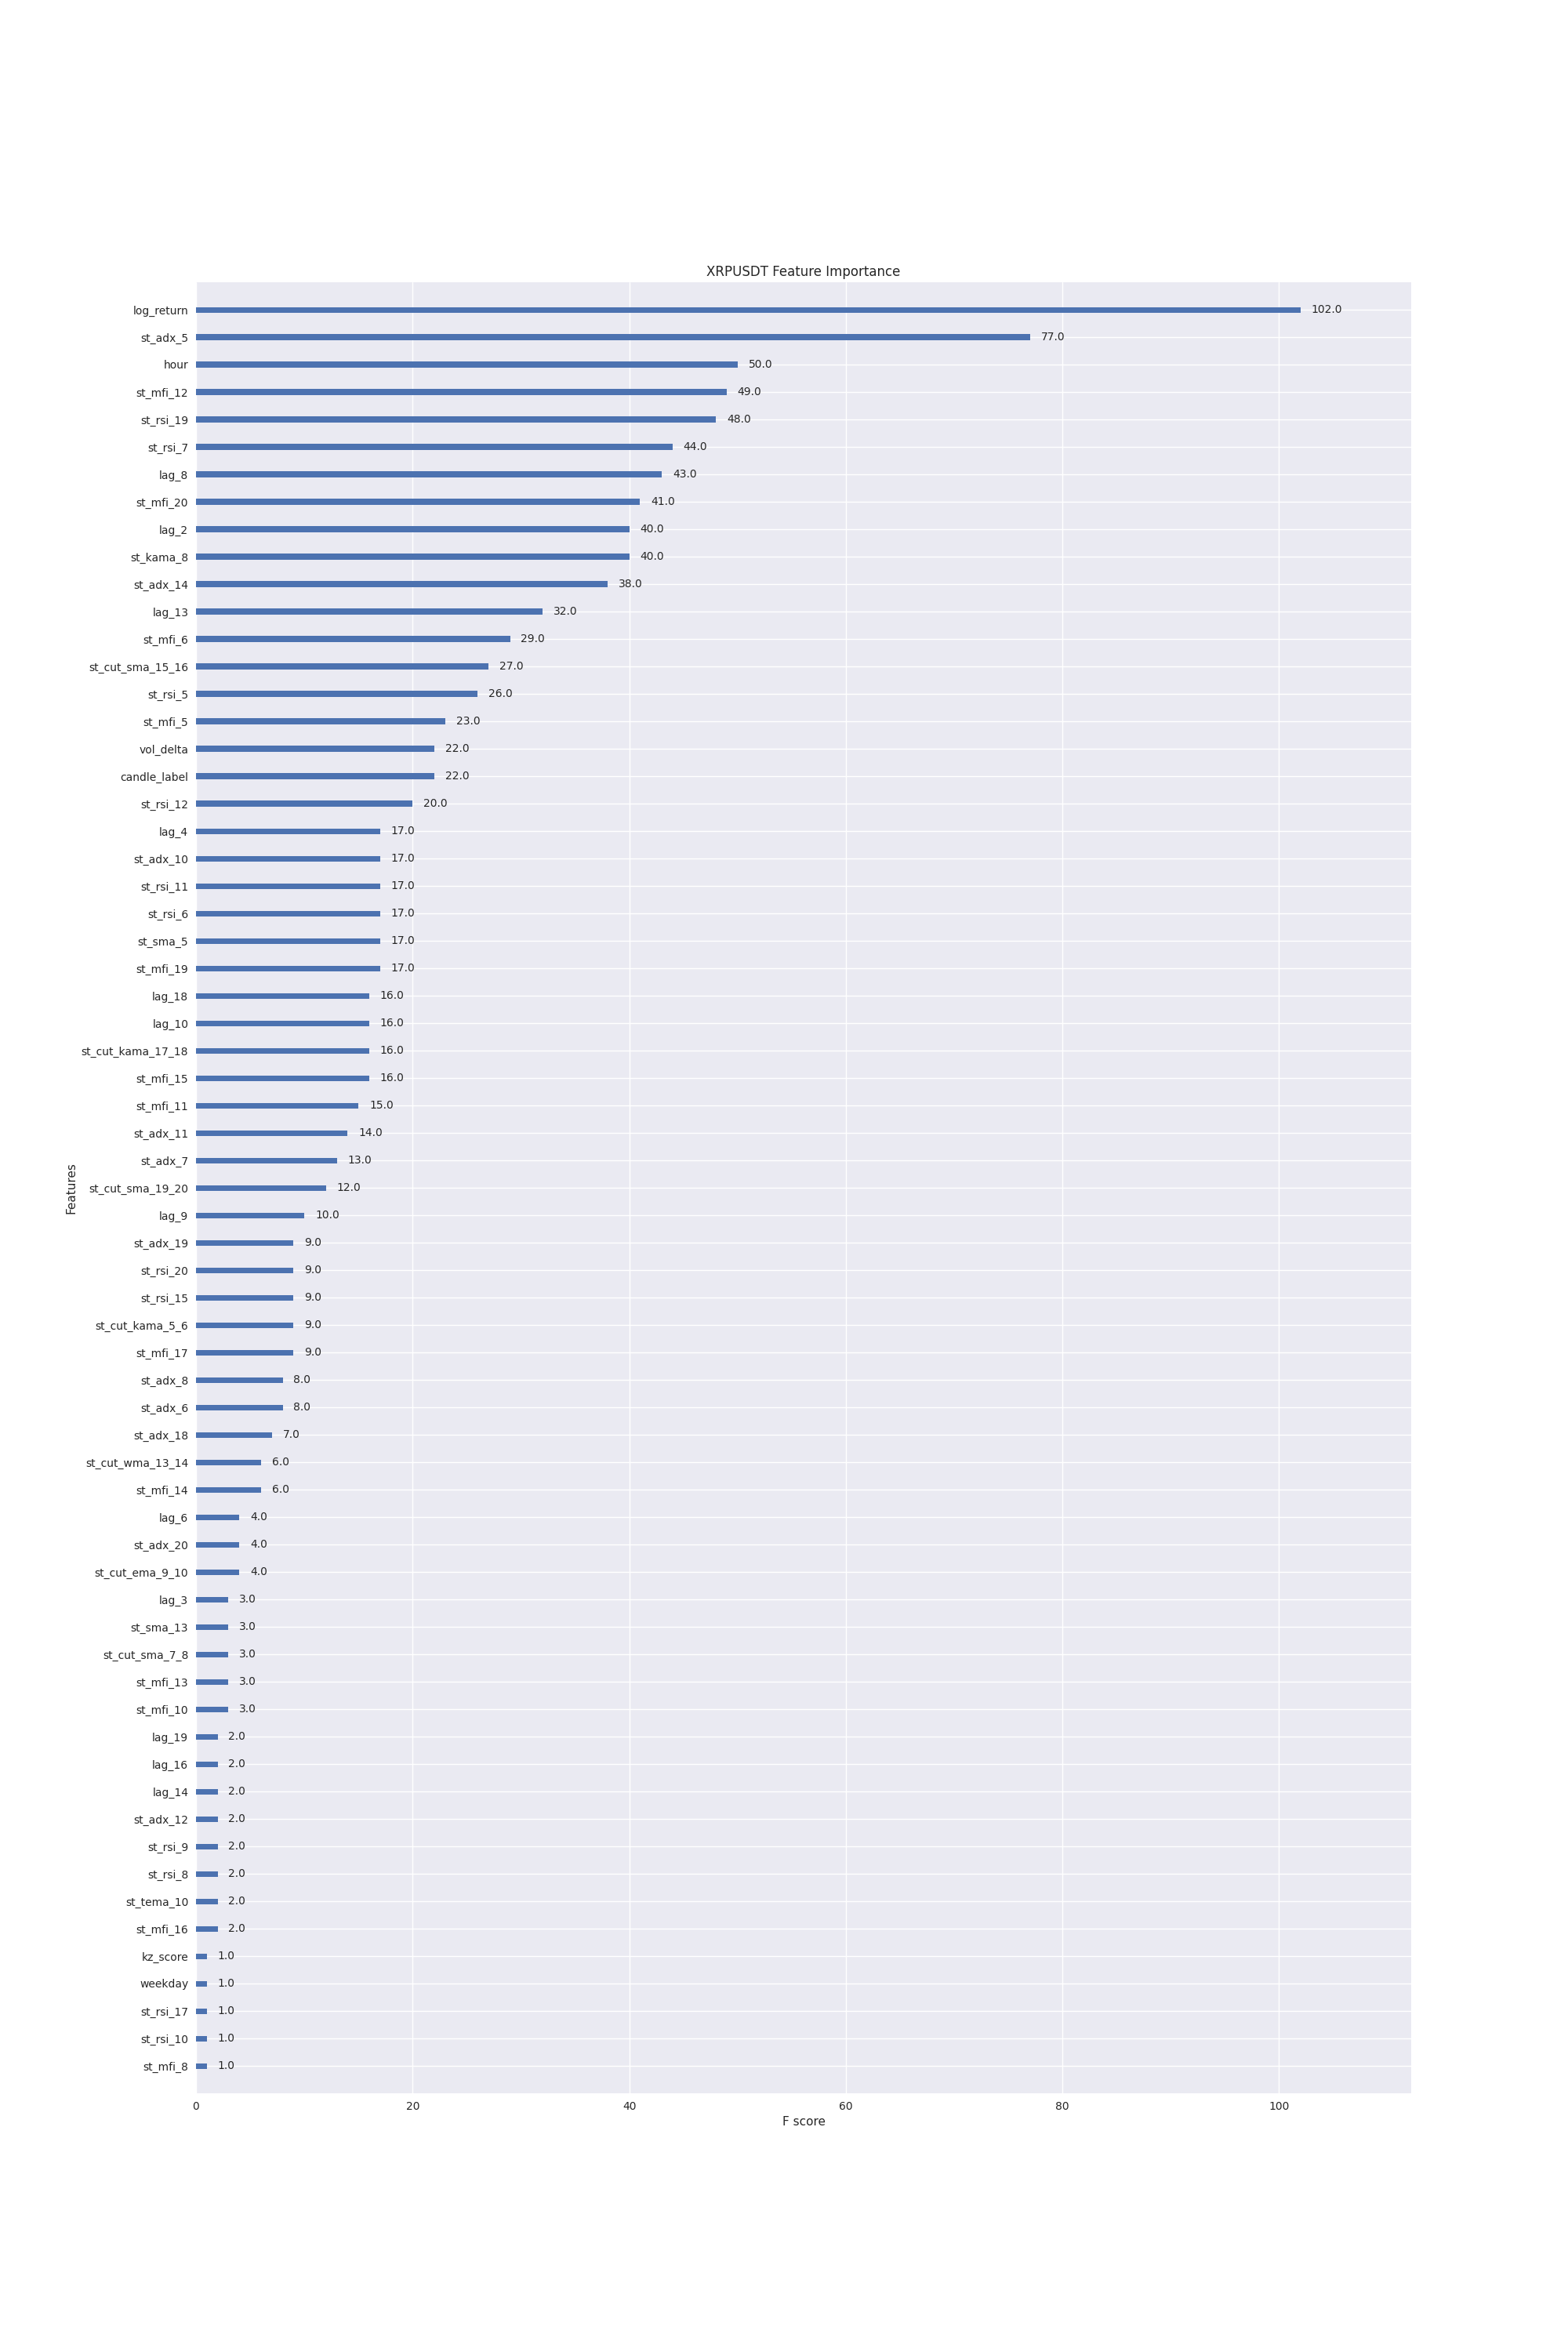 XRPUSDT Feature Importance
log_return 102.0
st_adx_5 77.0
hour 50.0
st_mfi_12 49.0
st_rsi_19 48.0
st_rsi_7 44.0
lag_8 43.0
st_mfi_20 41.0
lag_2 40.0
st_kama_8 40.0
st_adx_14 38.0
lag_13 32.0
st_mfi_6 29.0
st_cut_sma_15_16 27.0
st_rsi_5 26.0
st_mfi_5 23.0
vol_delta 22.0
candle_label 22.0
st_rsi_12 20.0
lag_4 17.0
st_adx_10 17.0
st_rsi_11 17.0
st_rsi_6 17.0
st_sma_5 17.0
st_mfi_19 17.0
lag_18 16.0
lag_10 16.0
st_cut_kama_17_18 16.0
st_mfi_15 16.0
st_mfi_11 15.0
st_adx_11 14.0
st_adx_7 13.0
Features
st_cut_sma_19_20 12.0
lag_9 10.0
st_adx_19 9.0
st_rsi_20 9.0
st_rsi_15 9.0
st_cut_kama_5_6 9.0
st_mfi_17 9.0
st_adx_8 8.0
st_adx_6 8.0
st_adx_18 7.0
st_cut_wma_13_14 6.0
st_mfi_14 6.0
lag_6 4.0
st_adx_20 4.0
st_cut_ema_9_10 4.0
lag_3 3.0
st_sma_13 3.0
st_cut_sma_7_8 3.0
st_mfi_13 3.0
st_mfi_10 3.0
lag_19 2.0
lag_16 2.0
lag_14 2.0
st_adx_12 2.0
st_rsi_9 2.0
st_rsi_8 2.0
st_tema_10 2.0
st_mfi_16 2.0
kz_score 1.0
weekday 1.0
st_rsi_17 1.0
st_rsi_10 1.0
st_mfi_8 1.0
0 20 40 60 80 100
F score